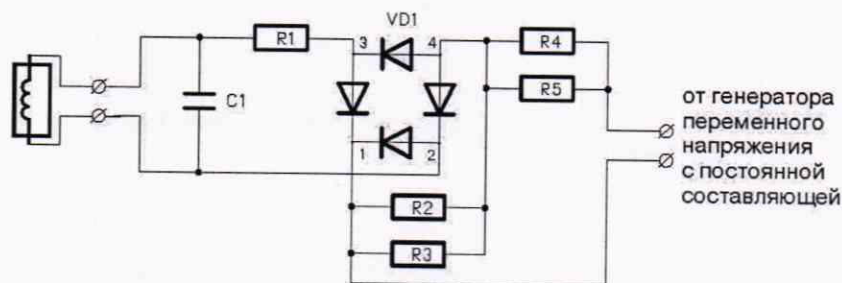 VD1
R1
3
4
R4
R5
C1
1
2
R2
R3
от генератора
переменного
напряжения
с постоянной
составляющей